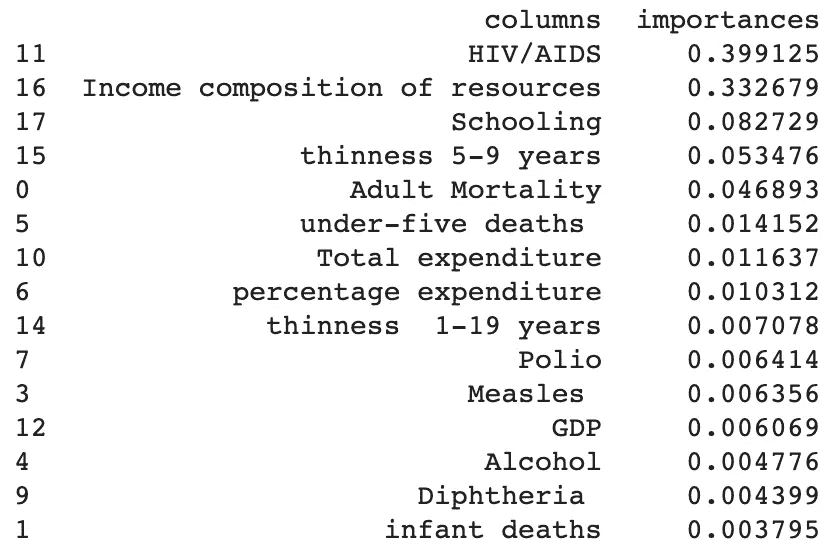 columns importances
11 HIV/AIDS 0.399125
16 Income composition of resources 0.332679
17 Schooling 0.082729
15 thinness 5-9 years 0.053476
0 Adult Mortality 0.046893
5 under-five deaths 0.014152
10 Total expenditure 0.011637
6 percentage expenditure 0.010312
14 thinness  1-19 years 0.007078
7 Polio 0.006414
3 Measles 0.006356
12 GDP 0.006069
4 Alcohol 0.004776
9 Diphtheria 0.004399
1 infant deaths 0.003795